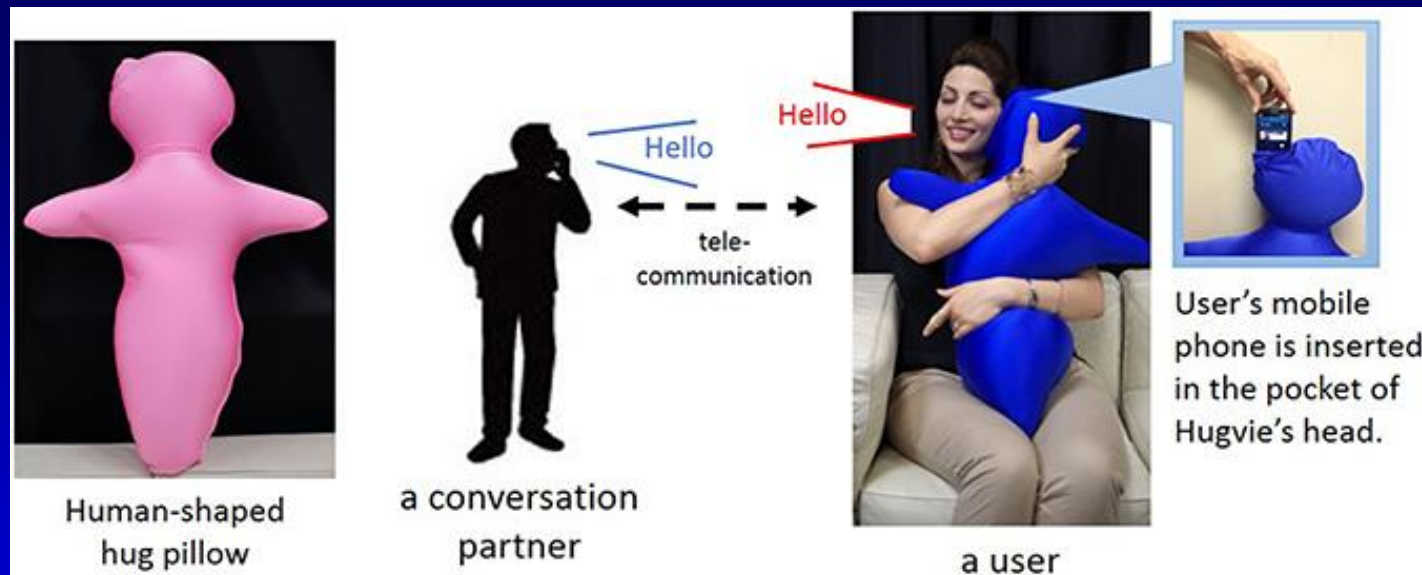 Human-shaped
hug pillow
a conversation
partner
Hello
tele-
communication
Hello
a user
User’s mobile
phone is inserted
in the pocket of
Hugvie’s head.